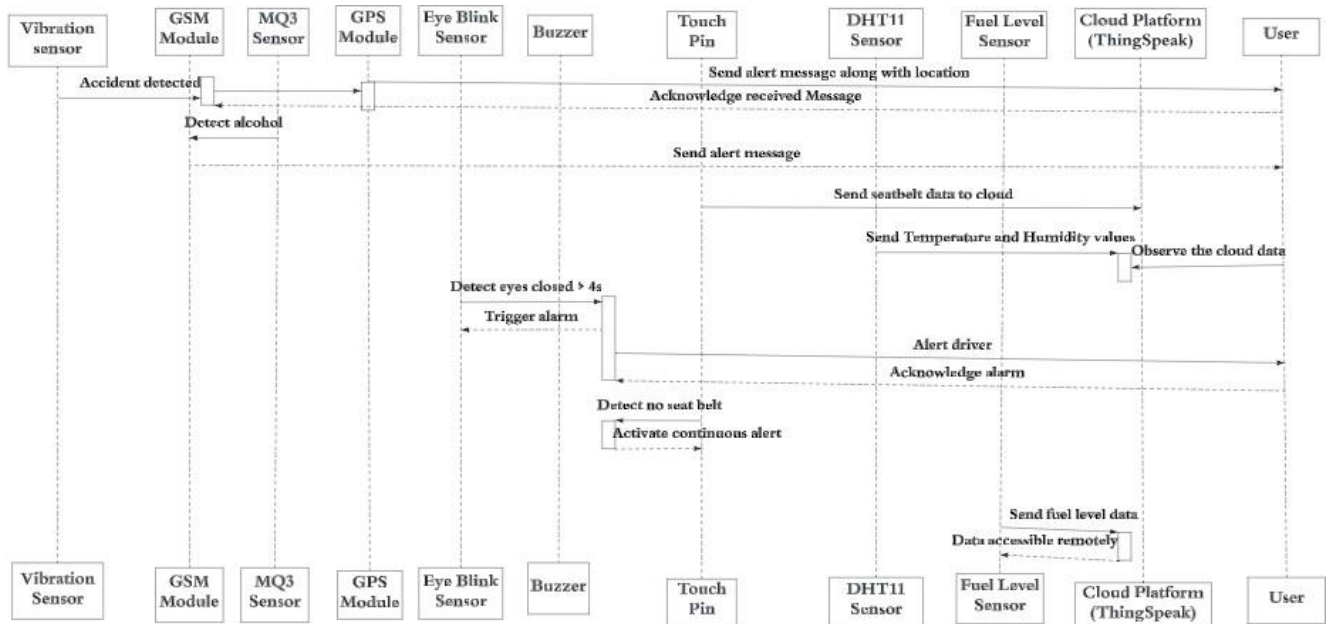 Vibration
sensor
GSM
Module
MQ3
Sensor
GPS
Module
Eye Blink
Sensor
Buzzer
Touch
Pin
DHT11
Sensor
Fuel Level
Sensor
Cloud Platform
(ThingSpeak)
User
Accident detected
Send alert message along with location
Acknowledge received Message
Detect alcohol
Send alert message
Send seatbelt data to cloud
Send Temperature and Humidity values
Observe the cloud data
Detect eyes closed > 4s
Trigger alarm
Alert driver
Acknowledge alarm
Detect no seat belt
Activate continuous alert
Send fuel level data
Data accessible remotely
Vibration
Sensor
GSM
Module
MQ3
Sensor
GPS
Module
Eye Blink
Sensor
Buzzer
Touch
Pin
DHT11
Sensor
Fuel Level
Sensor
Cloud Platform
(ThingSpeak)
User